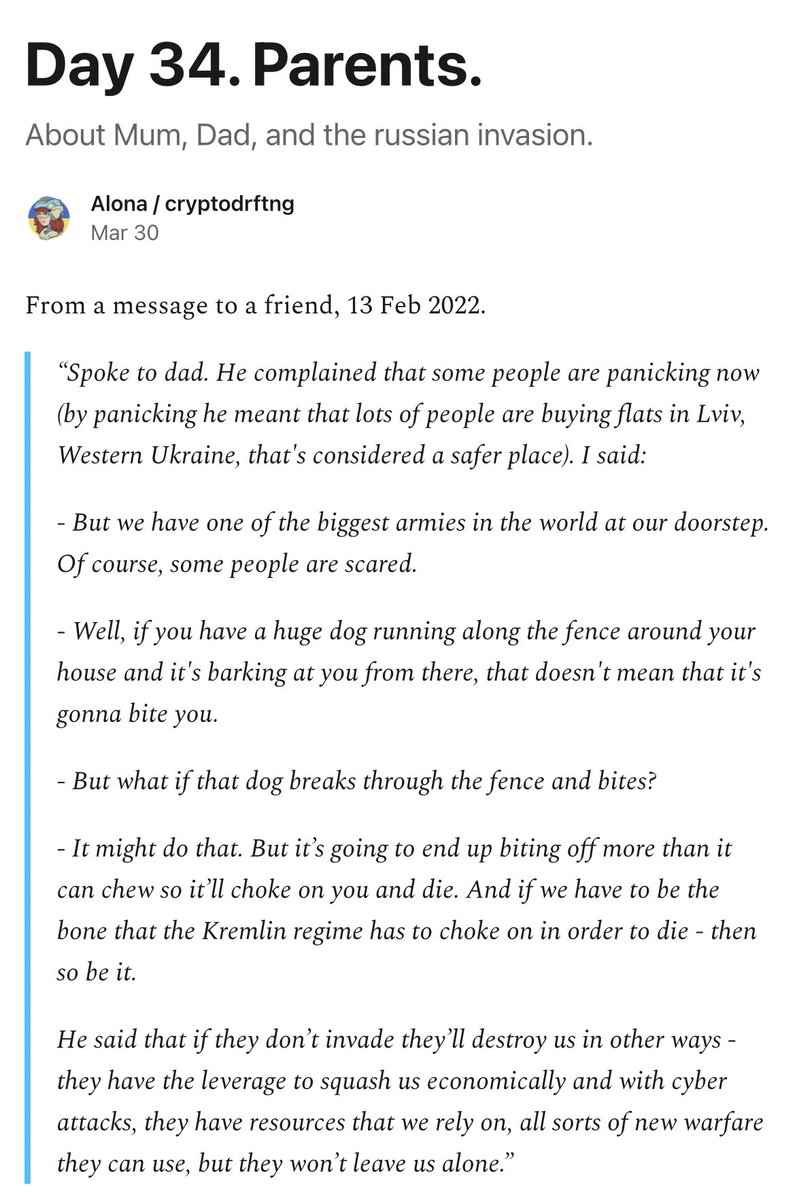 Day 34. Parents.
About Mum, Dad, and the russian invasion.
Alona / cryptodrftng
Mar 30
From a message to a friend, 13 Feb 2022.
“Spoke to dad. He complained that some people are panicking now
(by panicking he meant that lots of people are buying flats in Lviv,
Western Ukraine, that's considered a safer place). I said:
- But we have one of the biggest armies in the world at our doorstep.
Of course, some people are scared.
- Well, if you have a huge dog running along the fence around your
house and it's barking at you from there, that doesn't mean that it's
gonna bite you.
- But what if that dog breaks through the fence and bites?
- It might do that. But it’s going to end up biting off more than it
can chew so it’ll choke on you and die. And if we have to be the
bone that the Kremlin regime has to choke on in order to die - then
so be it.
He said that if they don’t invade they’ll destroy us in other ways -
they have the leverage to squash us economically and with cyber
attacks, they have resources that we rely on, all sorts of new warfare
they can use, but they won’t leave us alone.”